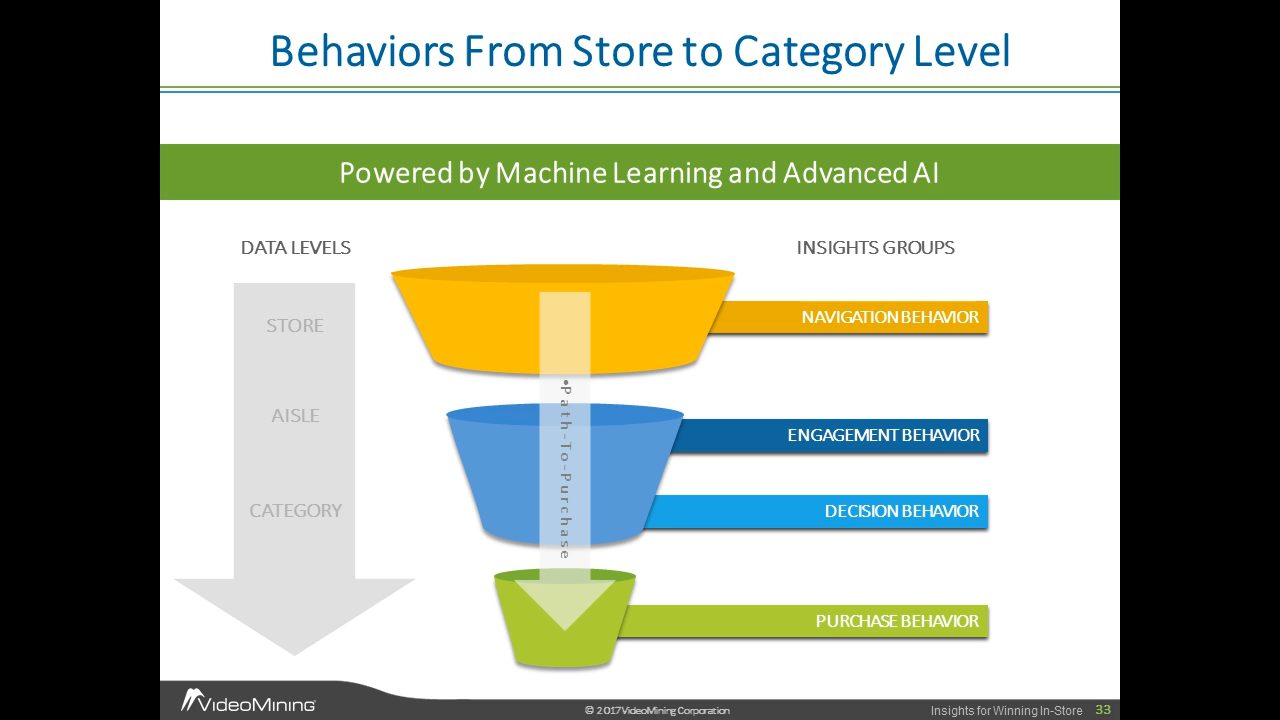 Behaviors From Store to Category Level
Powered by Machine Learning and Advanced AI
DATA LEVELS
INSIGHTS GROUPS
STORE
AISLE
CATEGORY
•Path-To-Purchase
NAVIGATION BEHAVIOR
ENGAGEMENT BEHAVIOR
DECISION BEHAVIOR
PURCHASE BEHAVIOR
VideoMining
© 2017 VideoMining Corporation
Insights for Winning In-Store 33